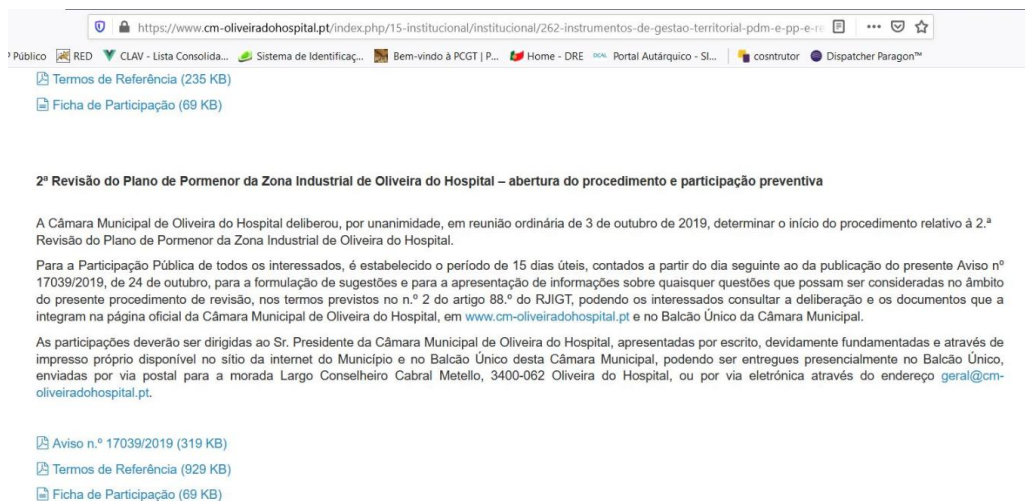 https://www.cm-oliveiradohospital.pt/index.php/15-institucional/institucional/262-instrumentos-de-gestao-territorial-pdm-e-pp-e-re
Público RED CLAV - Lista Consolida... Sistema de Identificaç... Bem-vindo à PCGT | P... Home - DRE Portal Autárquico - SI... cosntrutor Dispatcher Paragon™
Termos de Referência (235 KB)
Ficha de Participação (69 KB)
2ª Revisão do Plano de Pormenor da Zona Industrial de Oliveira do Hospital – abertura do procedimento e participação preventiva
A Câmara Municipal de Oliveira do Hospital deliberou, por unanimidade, em reunião ordinária de 3 de outubro de 2019, determinar o início do procedimento relativo à 2.ª
Revisão do Plano de Pormenor da Zona Industrial de Oliveira do Hospital.
Para a Participação Pública de todos os interessados, é estabelecido o período de 15 dias úteis, contados a partir do dia seguinte ao da publicação do presente Aviso nº
17039/2019, de 24 de outubro, para a formulação de sugestões e para a apresentação de informações sobre quaisquer questões que possam ser consideradas no âmbito
do presente procedimento de revisão, nos termos previstos no n.º 2 do artigo 88.º do RJIGT, podendo os interessados consultar a deliberação e os documentos que a
integram na página oficial da Câmara Municipal de Oliveira do Hospital, em www.cm-oliveiradohospital.pt e no Balcão Único da Câmara Municipal.
As participações deverão ser dirigidas ao Sr. Presidente da Câmara Municipal de Oliveira do Hospital, apresentadas por escrito, devidamente fundamentadas e através de
impresso próprio disponível no sítio da internet do Município e no Balcão Único desta Câmara Municipal, podendo ser entregues presencialmente no Balcão Único,
enviadas por via postal para a morada Largo Conselheiro Cabral Metello, 3400-062 Oliveira do Hospital, ou por via eletrónica através do endereço geral@cm-
oliveiradohospital.pt.
Aviso n.º 17039/2019 (319 KB)
Termos de Referência (929 KB)
Ficha de Participação (69 KB)